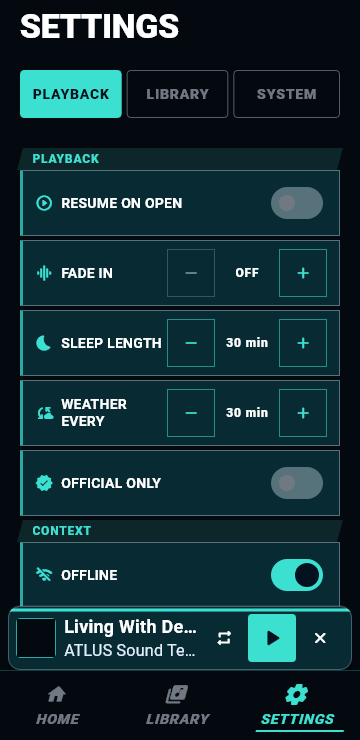 SETTINGS
PLAYBACK LIBRARY SYSTEM
PLAYBACK
RESUME ON OPEN
FADE IN − OFF +
SLEEP LENGTH − 30 min +
WEATHER
EVERY − 30 min +
OFFICIAL ONLY
CONTEXT
OFFLINE
Living With De…
ATLUS Sound Te…
HOME LIBRARY SETTINGS